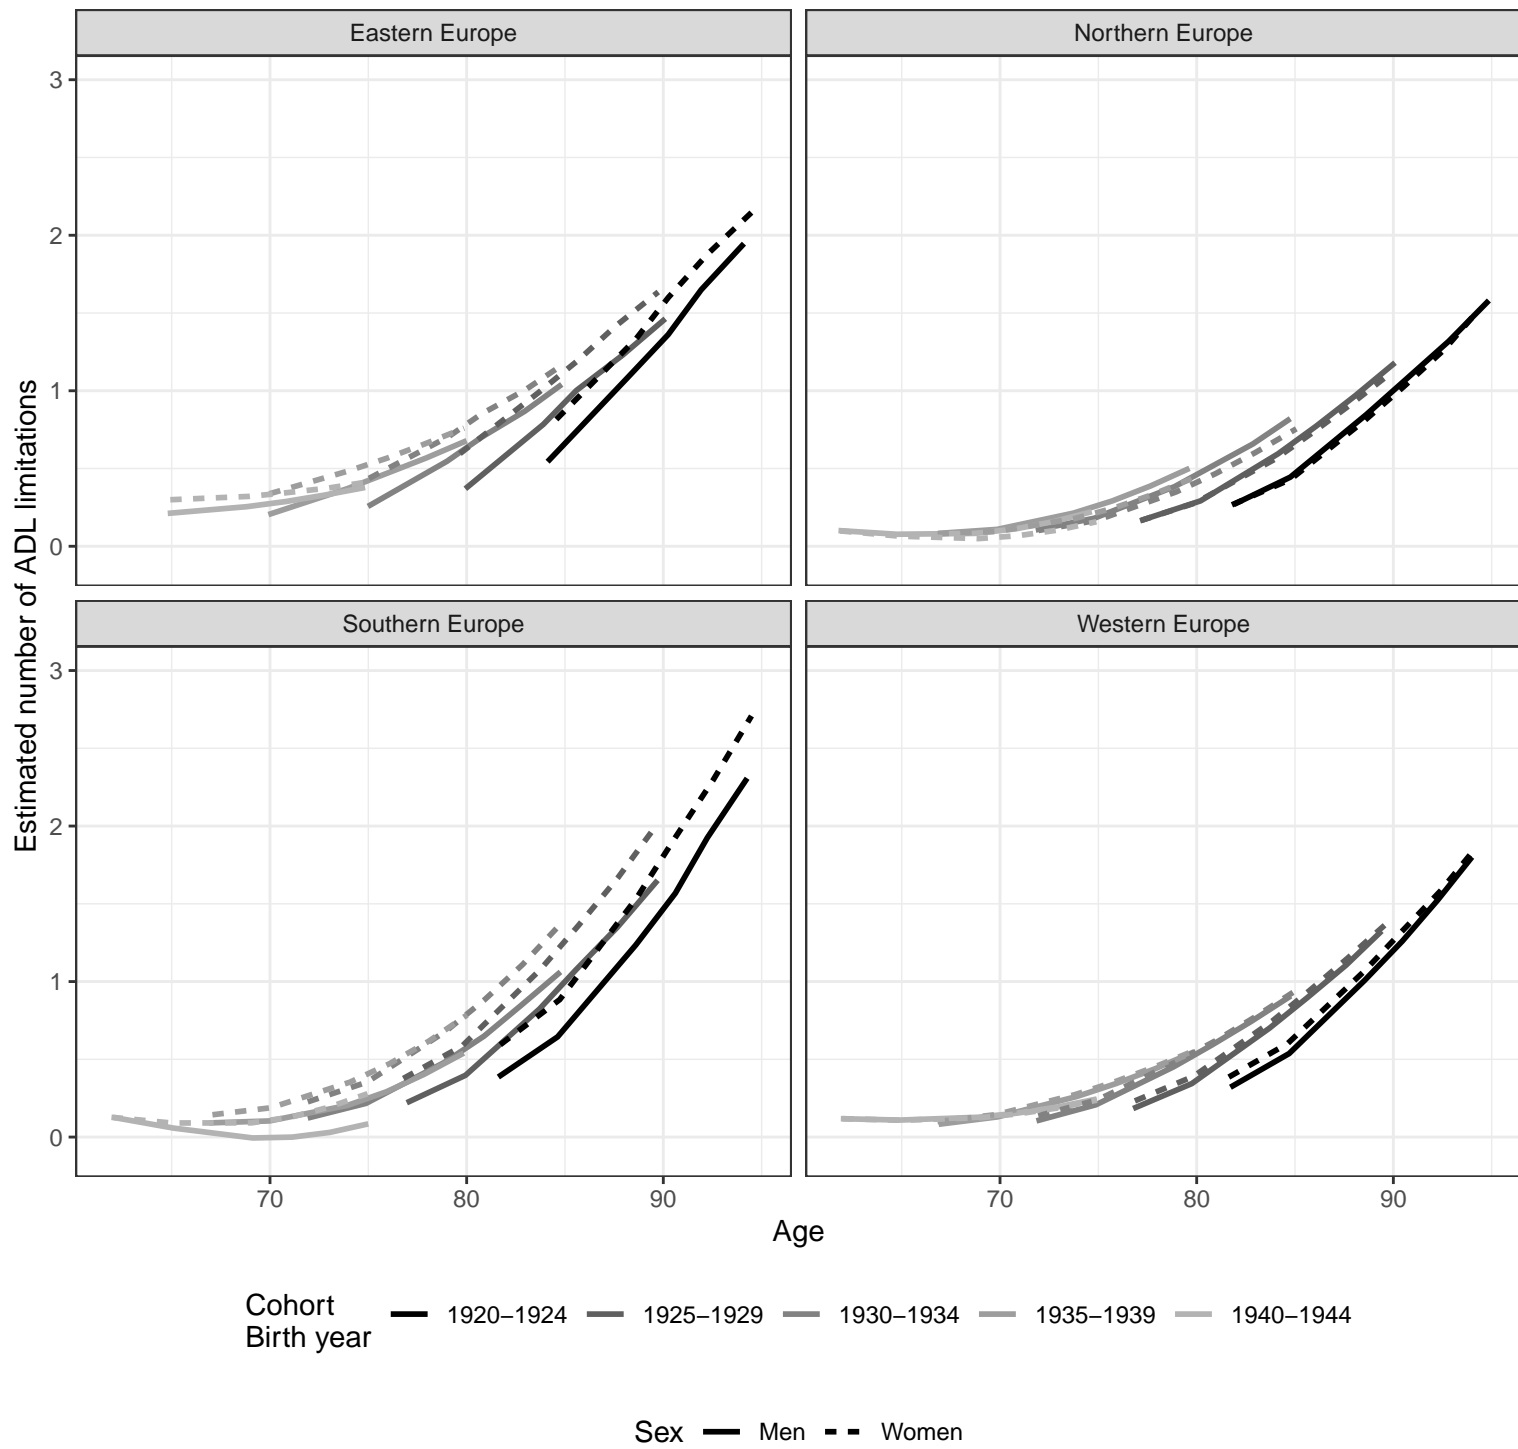 Eastern Europe
Northern Europe
3
2
1
0
Southern Europe
Western Europe
3
2
1
0
70
80
90
70
80
90
Estimated number of ADL limitations
Age
Cohort
Birth year
1920–1924
1925–1929
1930–1934
1935–1939
1940–1944
Sex
Men
Women